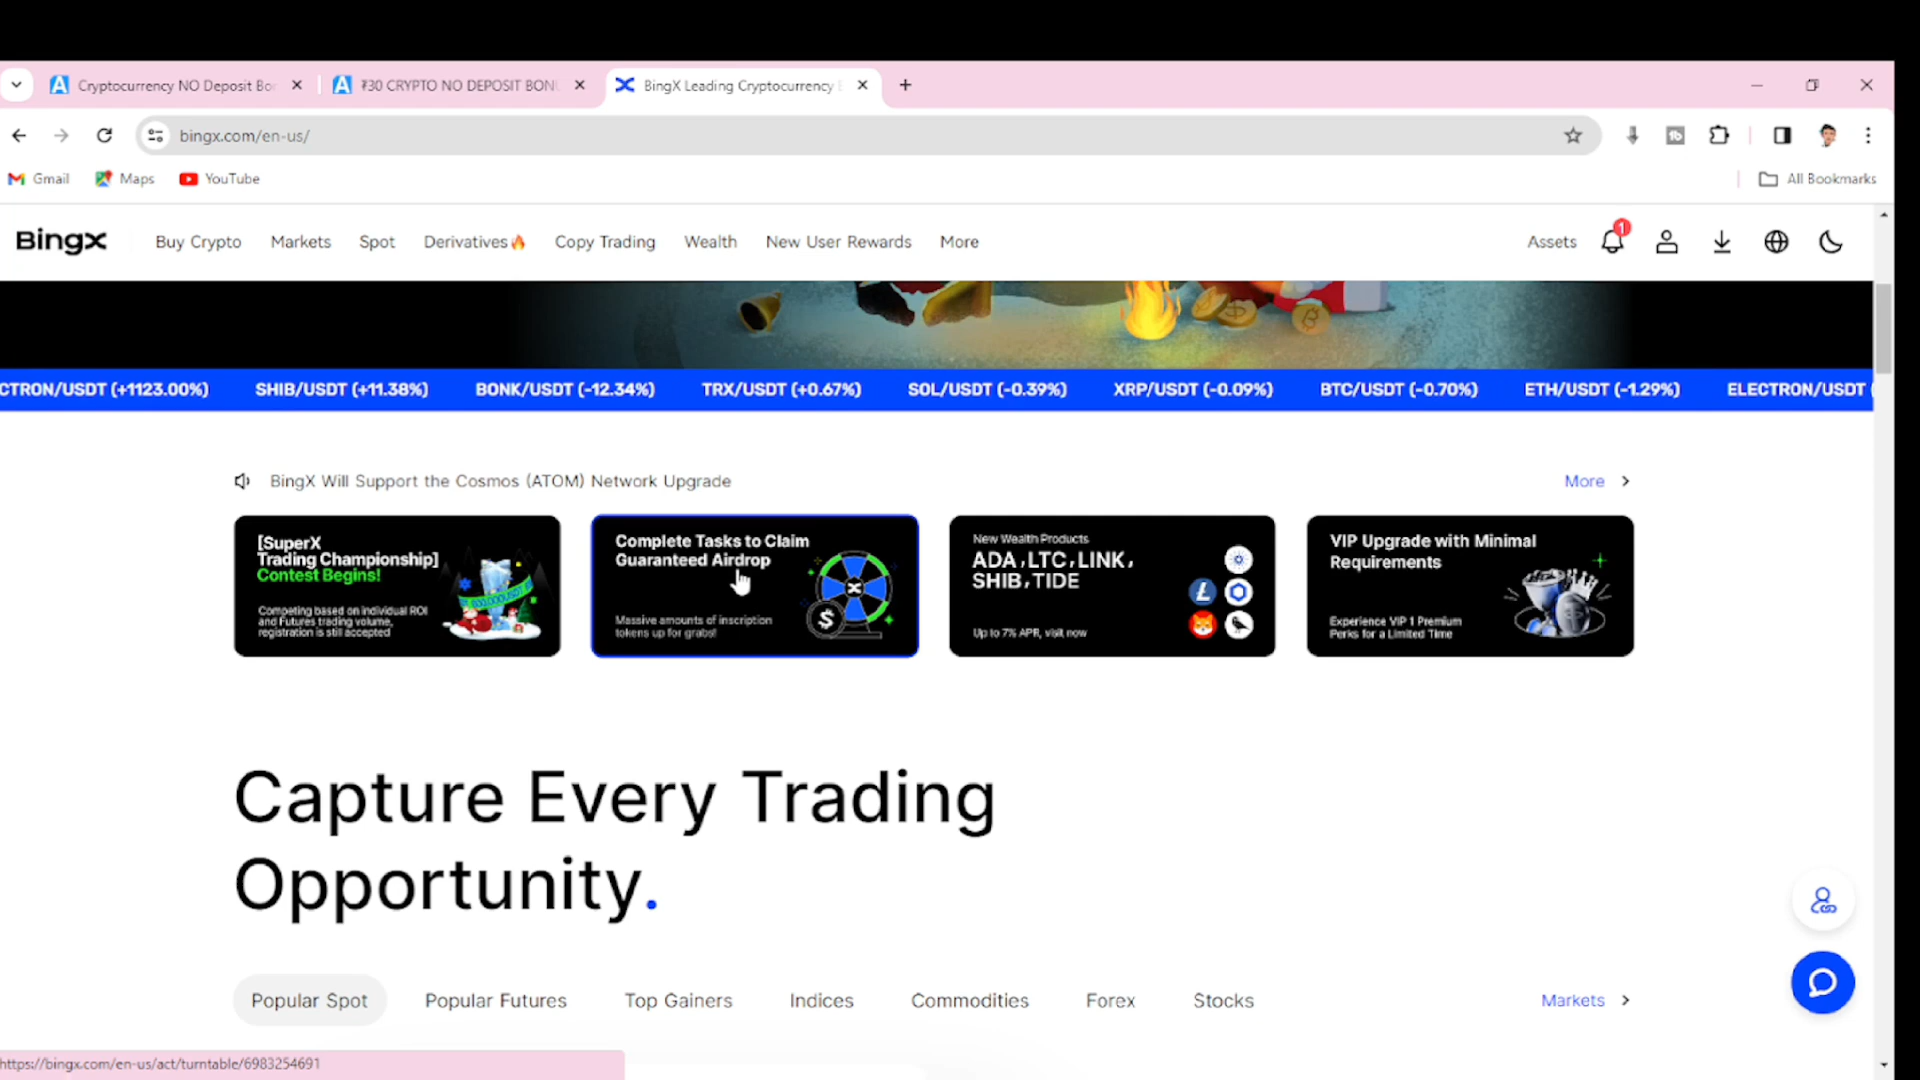 Cryptocurrency NO Deposit Bo
₮30 CRYPTO NO DEPOSIT BON
BingX Leading Cryptocurrency E
bingx.com/en-us/
Gmail
Maps
YouTube
All Bookmarks
BingX
Buy Crypto
Markets
Spot
Derivatives
Copy Trading
Wealth
New User Rewards
More
Assets
1
CTRON/USDT (+1123.00%)
SHIB/USDT (+11.38%)
BONK/USDT (-12.34%)
TRX/USDT (+0.67%)
SOL/USDT (-0.39%)
XRP/USDT (-0.09%)
BTC/USDT (-0.70%)
ETH/USDT (-1.29%)
ELECTRON/USDT (
BingX Will Support the Cosmos (ATOM) Network Upgrade
More
[SuperX
Trading Championship]
Contest Begins!
Competing based on individual ROI
and Futures trading volume,
registration is still accepted
Complete Tasks to Claim
Guaranteed Airdrop
Massive amounts of inscription
tokens up for grabs!
New Wealth Products
ADA,LTC,LINK,
SHIB,TIDE
Up to 7% APR, visit now
VIP Upgrade with Minimal
Requirements
Experience VIP 1 Premium
Perks for a Limited Time
Capture Every Trading
Opportunity.
Popular Spot
Popular Futures
Top Gainers
Indices
Commodities
Forex
Stocks
Markets
https://bingx.com/en-us/act/turntable/6983254691